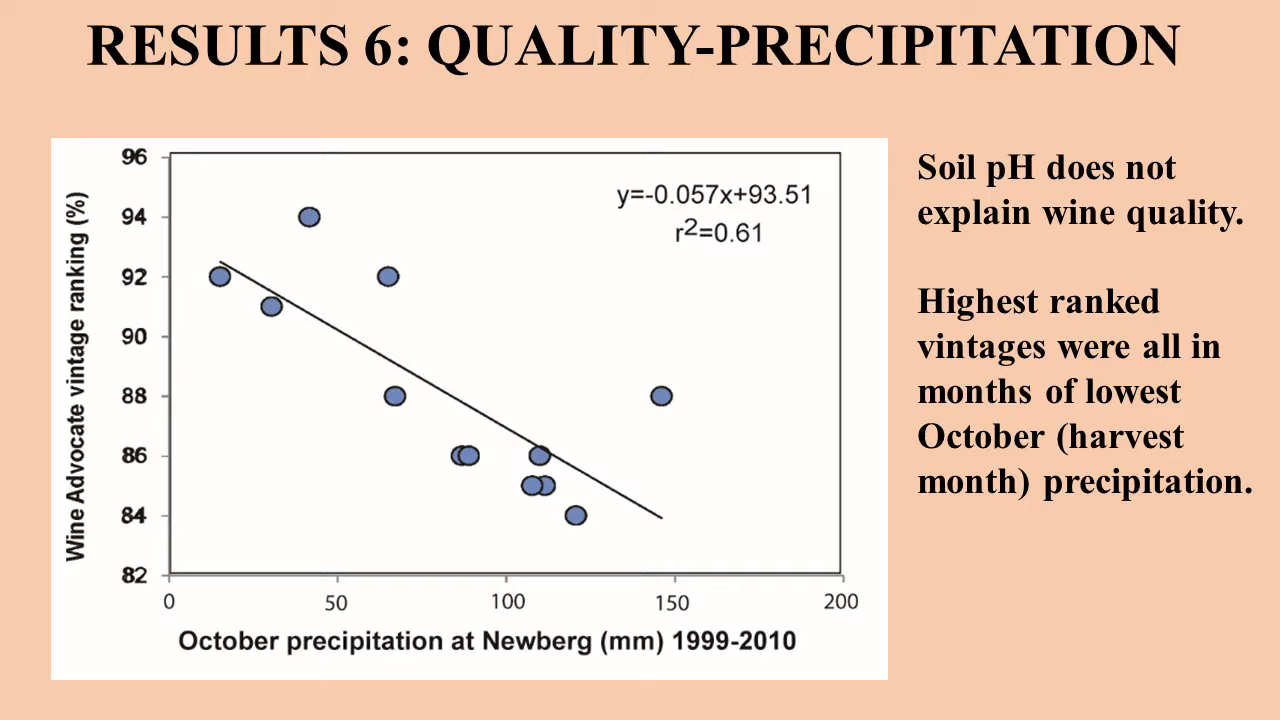 RESULTS 6: QUALITY-PRECIPITATION
96
94
92
90
88
86
84
82
Wine Advocate vintage ranking (%)
y=-0.057x+93.51
r2=0.61
0
50
100
150
200
October precipitation at Newberg (mm) 1999-2010
Soil pH does not
explain wine quality.
Highest ranked
vintages were all in
months of lowest
October (harvest
month) precipitation.